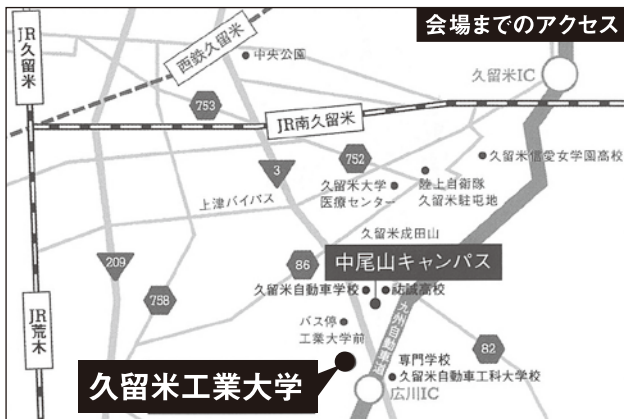 会場までのアクセス
JR久留米
西鉄久留米
中央公園
久留米IC
753
JR南久留米
3
752
久留米信愛女学園高校
久留米大学
医療センター
陸上自衛隊
久留米駐屯地
上津バイパス
久留米成田山
209
86
中尾山キャンパス
758
久留米自動車学校
祐誠高校
JR荒木
バス停
工業大学前
九州自動車道
82
専門学校
久留米自動車工科大学校
久留米工業大学
広川IC